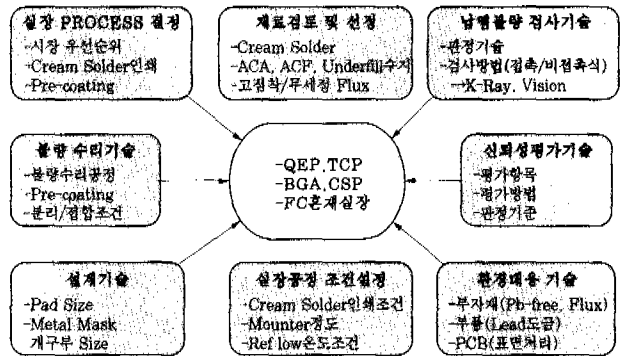 실장 PROCESS 결정
-시장 우선순위
-Cream Solder인쇄
-Pre-coating
재료검토 및 선정
-Cream Solder
-ACA, ACF, Underfill수지
-고점착/무세정 Flux
납땜불량 검사기술
-판정기술
-검사방법(접촉/비접촉식)
→X-Ray, Vision
불량 수리기술
-불량수리공정
-Pre-coating
-분리/접합조건
-QEP,TCP
-BGA,CSP
-FC혼재실장
신뢰성평가기술
-평가항목
-평가방법
-판정기준
설계기술
-Pad Size
-Metal Mask
개구부 Size
실장공정 조건설정
-Cream Solder인쇄조건
-Mounter정도
-Ref low온도조건
환경대응 기술
-부자재(Pb-free, Flux)
-부품(Lead도금)
-PCB(표면처리)